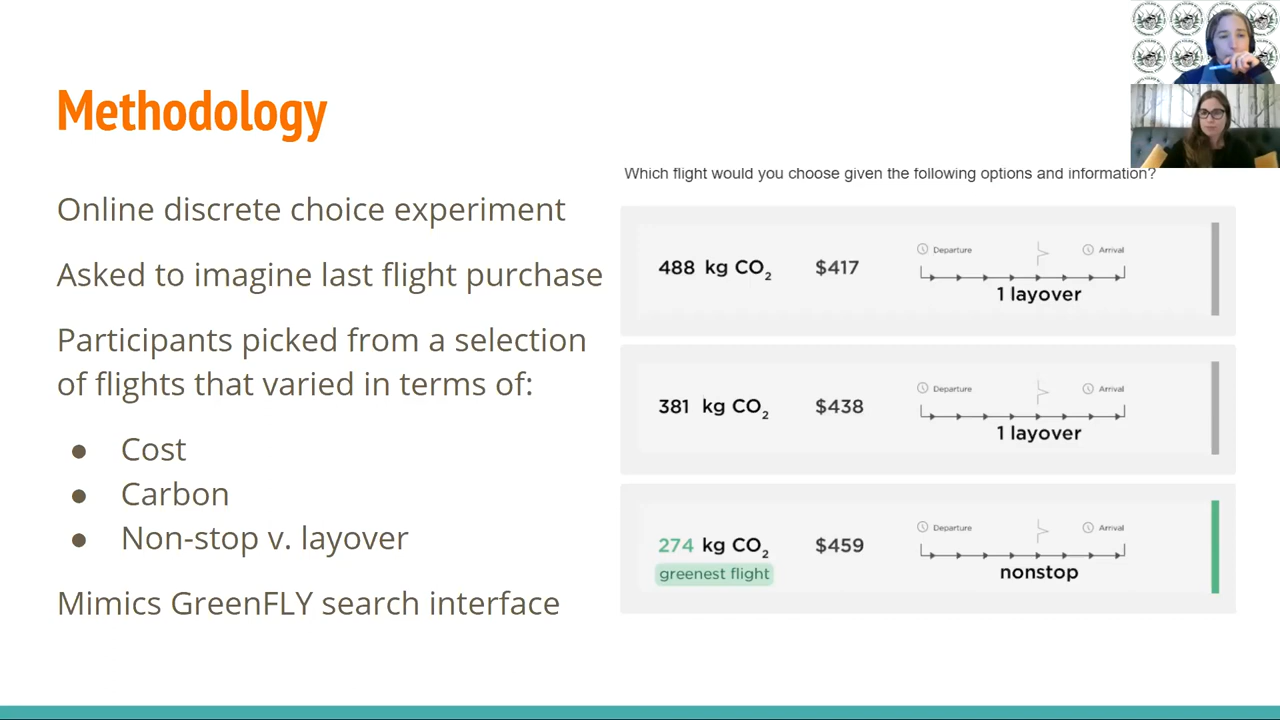 Methodology
Online discrete choice experiment
Asked to imagine last flight purchase
Participants picked from a selection
of flights that varied in terms of:
● Cost
● Carbon
● Non-stop v. layover
Mimics GreenFLY search interface
Which flight would you choose given the following options and information?
488 kg CO₂ $417 Departure Arrival
1 layover
381 kg CO₂ $438 Departure Arrival
1 layover
274 kg CO₂ $459 Departure Arrival
greenest flight nonstop